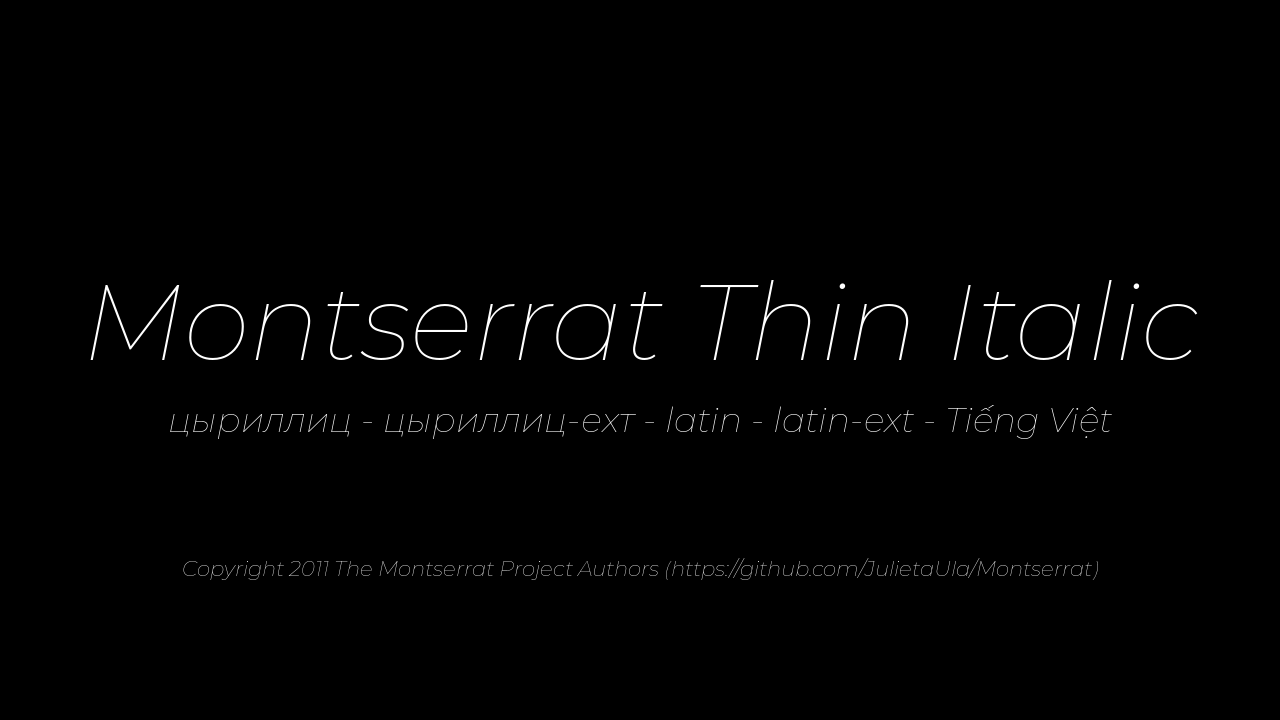 Montserrat Thin Italic
цыриллиц - цыриллиц-ехт - latin - latin-ext - Tiếng Việt
Copyright 2011 The Montserrat Project Authors (https://github.com/JulietaUla/Montserrat)